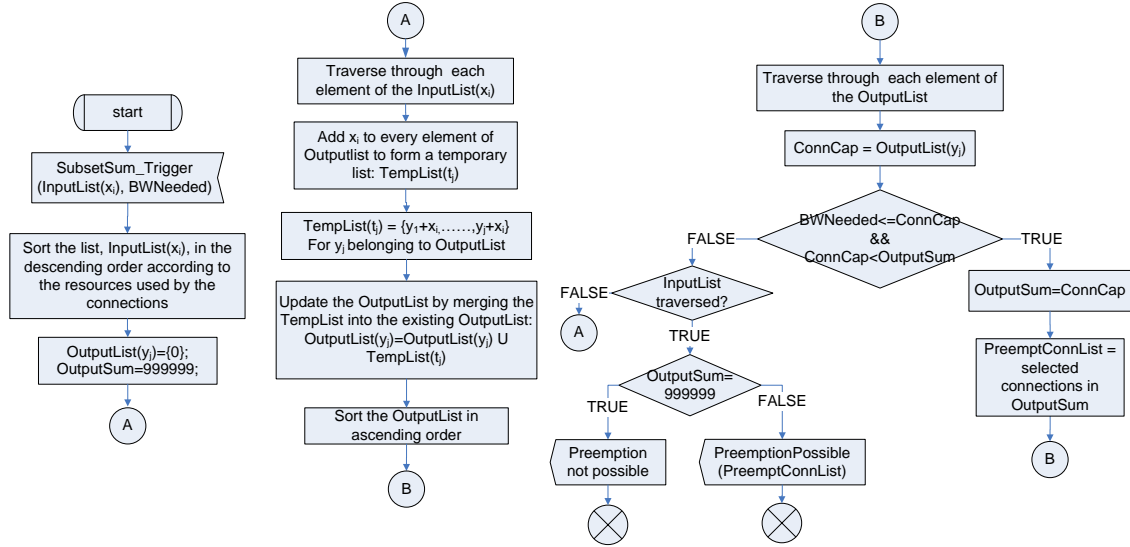 start
SubsetSum_Trigger
(InputList(xi), BWNeeded)
Sort the list, InputList(xi), in the
descending order according to
the resources used by the
connections
OutputList(yj)={0};
OutputSum=999999;
A
A
Traverse through each
element of the InputList(xi)
Add xi to every element of
Outputlist to form a temporary
list: TempList(tj)
TempList(tj) = {y1+xi,……,yj+xi}
For yj belonging to OutputList
Update the OutputList by merging the
TempList into the existing OutputList:
OutputList(yj)=OutputList(yj) U
TempList(tj)
Sort the OutputList in
ascending order
B
B
Traverse through each element of
the OutputList
ConnCap = OutputList(yj)
BWNeeded<=ConnCap
&&
ConnCap<OutputSum
FALSE
TRUE
InputList
traversed?
FALSE
A
TRUE
OutputSum=
999999
TRUE
FALSE
Preemption
not possible
PreemptionPossible
(PreemptConnList)
OutputSum=ConnCap
PreemptConnList =
selected
connections in
OutputSum
B